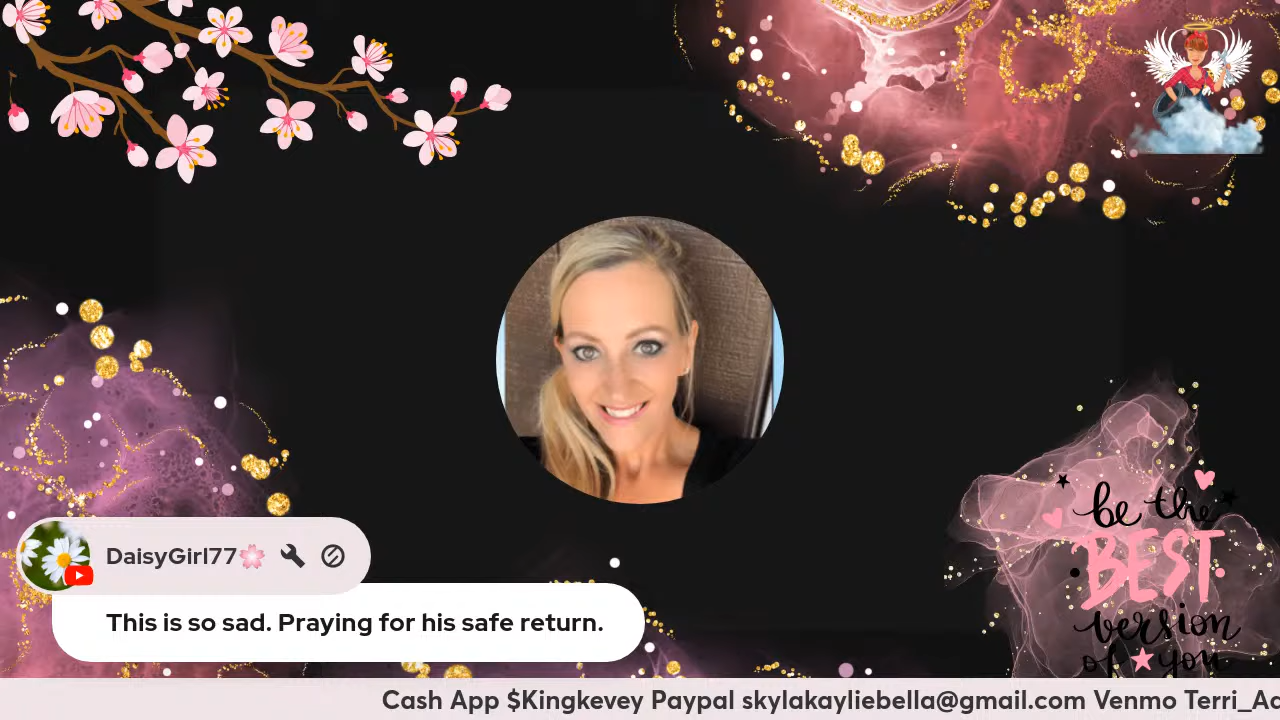 be the
BEST
version
of you
DaisyGirl77🌸
This is so sad. Praying for his safe return.
Cash App $Kingkevey Paypal skylakayliebella@gmail.com Venmo Terri_Ad